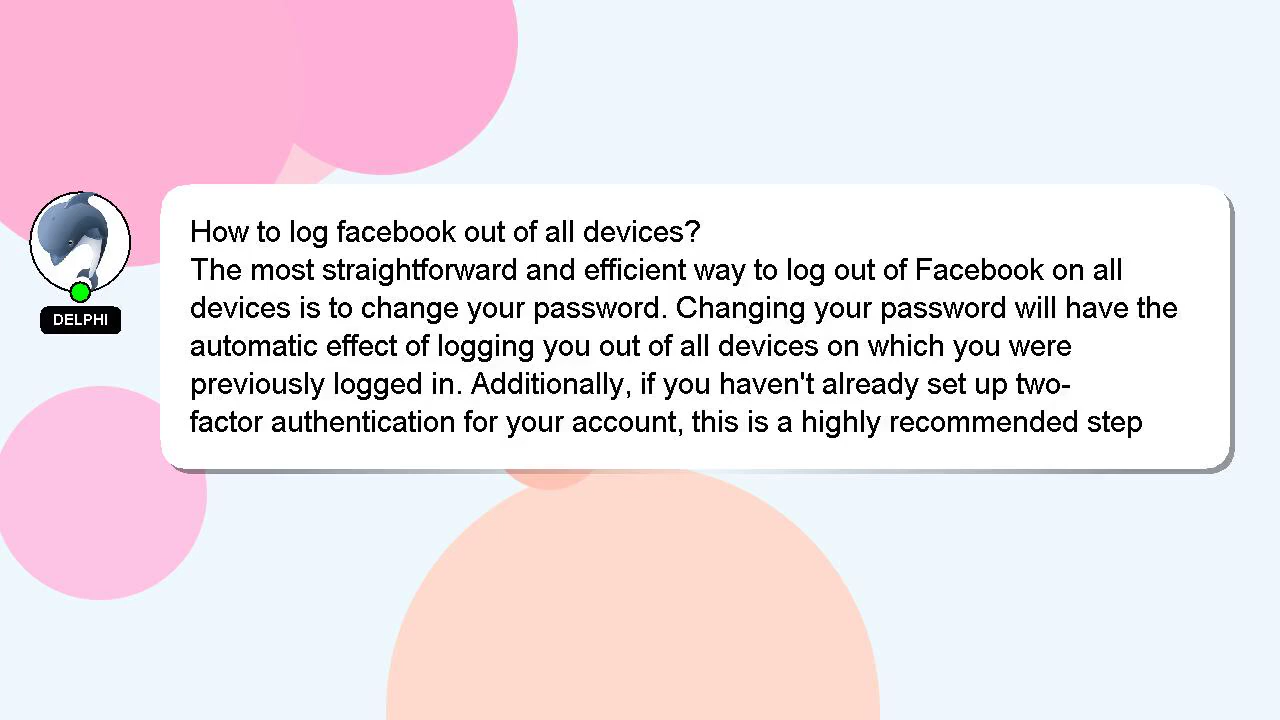 How to log facebook out of all devices?
The most straightforward and efficient way to log out of Facebook on all
devices is to change your password. Changing your password will have the
automatic effect of logging you out of all devices on which you were
previously logged in. Additionally, if you haven't already set up two-
factor authentication for your account, this is a highly recommended step
DELPHI